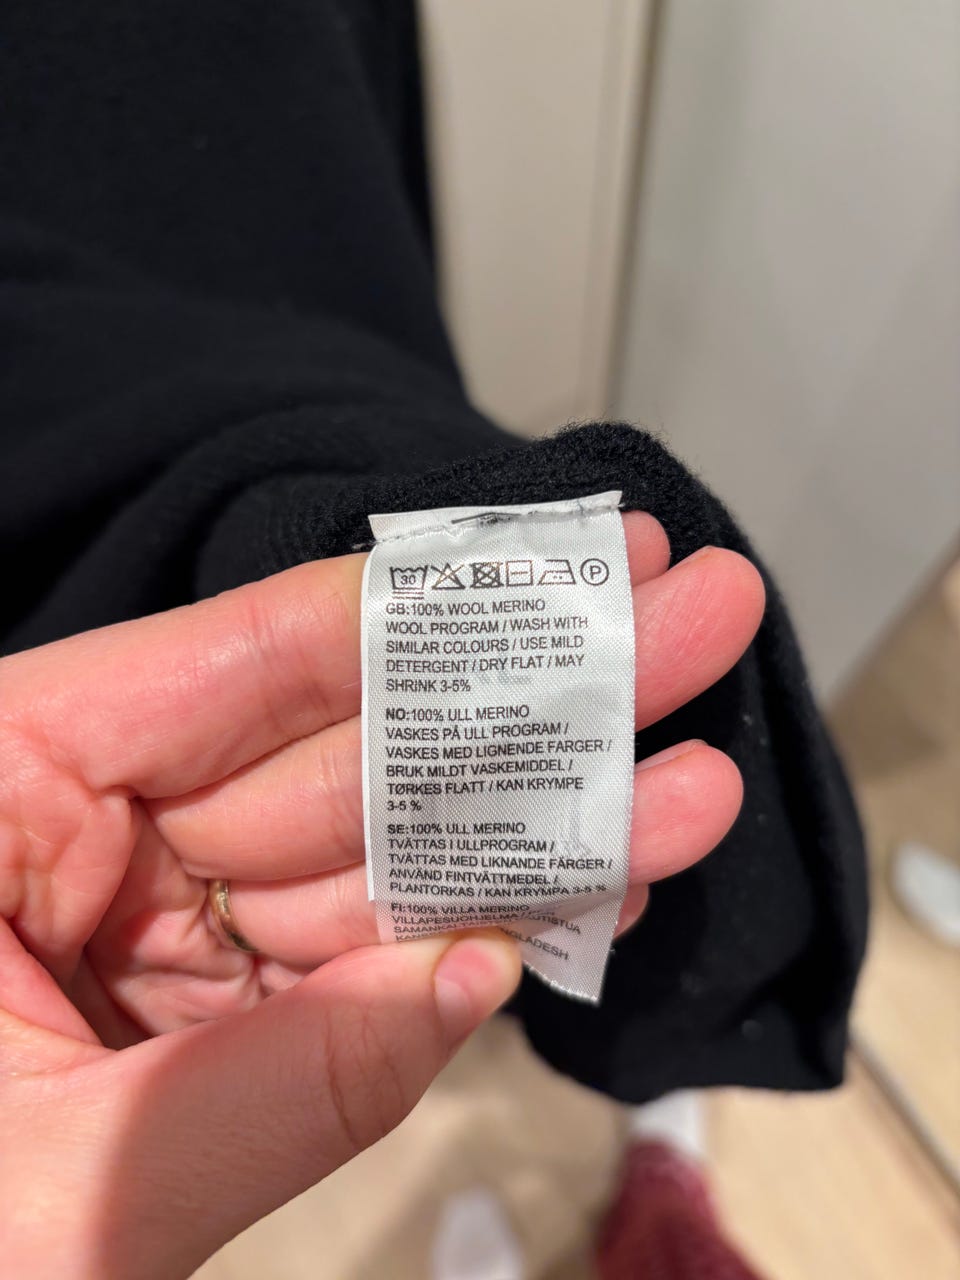 30 P
GB:100% WOOL MERINO
WOOL PROGRAM / WASH WITH
SIMILAR COLOURS / USE MILD
DETERGENT / DRY FLAT / MAY
SHRINK 3-5%
NO:100% ULL MERINO
VASKES PÅ ULL PROGRAM /
VASKES MED LIGNENDE FARGER /
BRUK MILDT VASKEMIDDEL /
TØRKES FLATT / KAN KRYMPE
3-5 %
SE:100% ULL MERINO
TVÄTTAS I ULLPROGRAM /
TVÄTTAS MED LIKNANDE FÄRGER /
ANVÄND FINTVÄTTMEDEL /
PLANTORKAS / KAN KRYMPA 3-5 %
FI:100% VILLA MERINO
VILLAPESUOHJELMA /